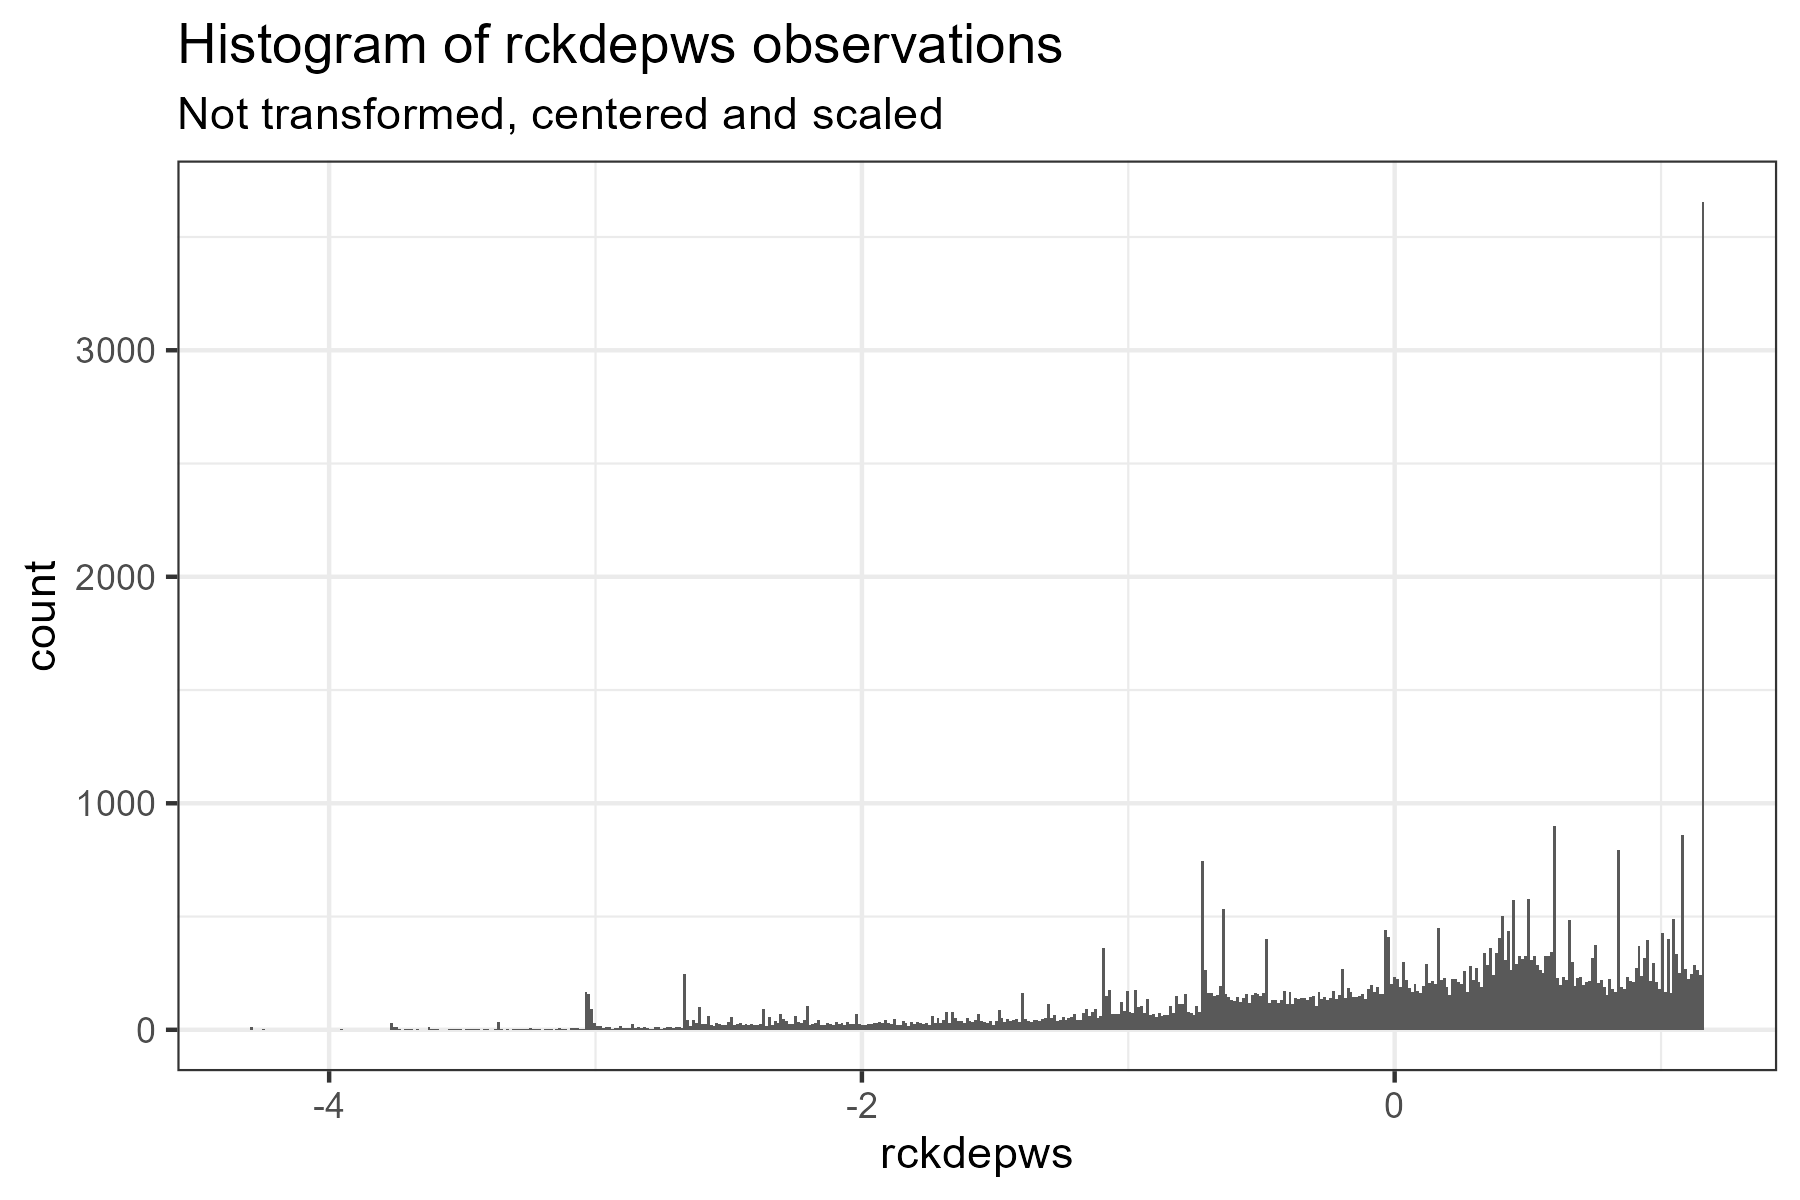 Histogram of rckdepws observations
Not transformed, centered and scaled
count
3000
2000
1000
0
-4
-2
0
rckdepws